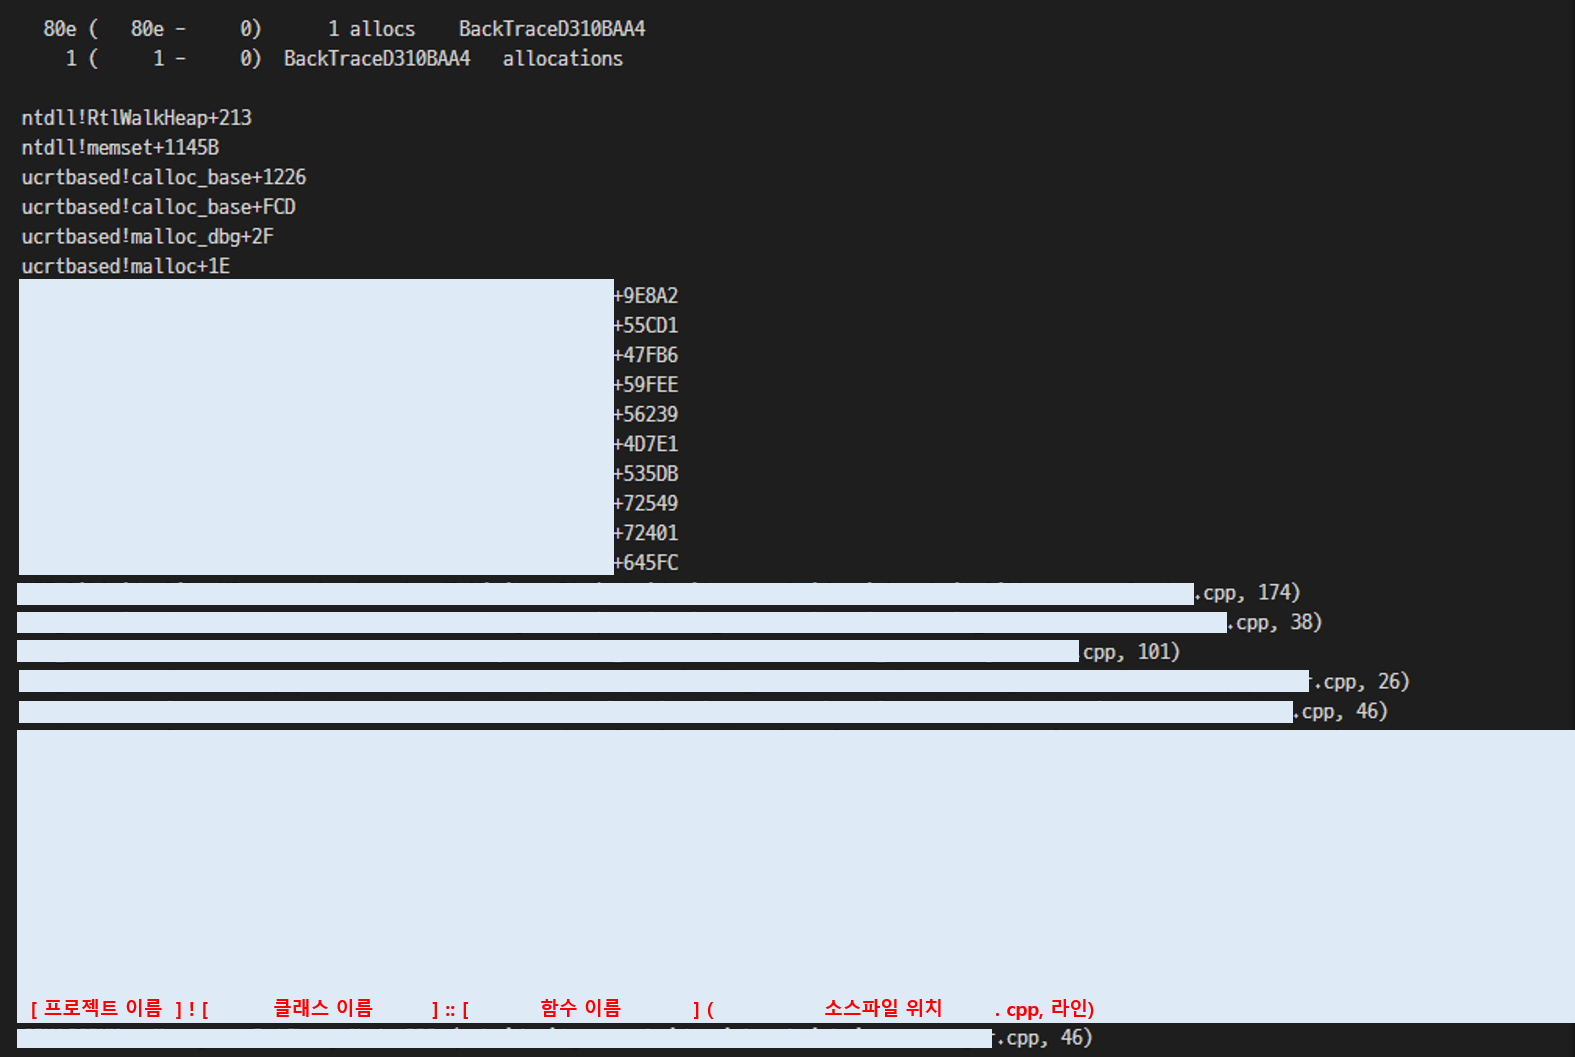 80e ( 80e - 0) 1 allocs BackTraceD310BAA4
1 ( 1 - 0) BackTraceD310BAA4 allocations
ntdll!RtlWalkHeap+213
ntdll!memset+1145B
ucrtbased!calloc_base+1226
ucrtbased!calloc_base+FCD
ucrtbased!malloc_dbg+2F
ucrtbased!malloc+1E
+9E8A2
+55CD1
+47FB6
+59FEE
+56239
+4D7E1
+535DB
+72549
+72401
+645FC
.cpp, 174)
.cpp, 38)
cpp, 101)
.cpp, 26)
.cpp, 46)
[ 프로젝트 이름 ] ! [ 클래스 이름 ] :: [ 함수 이름 ] ( 소스파일 위치 . cpp, 라인)
.cpp, 46)